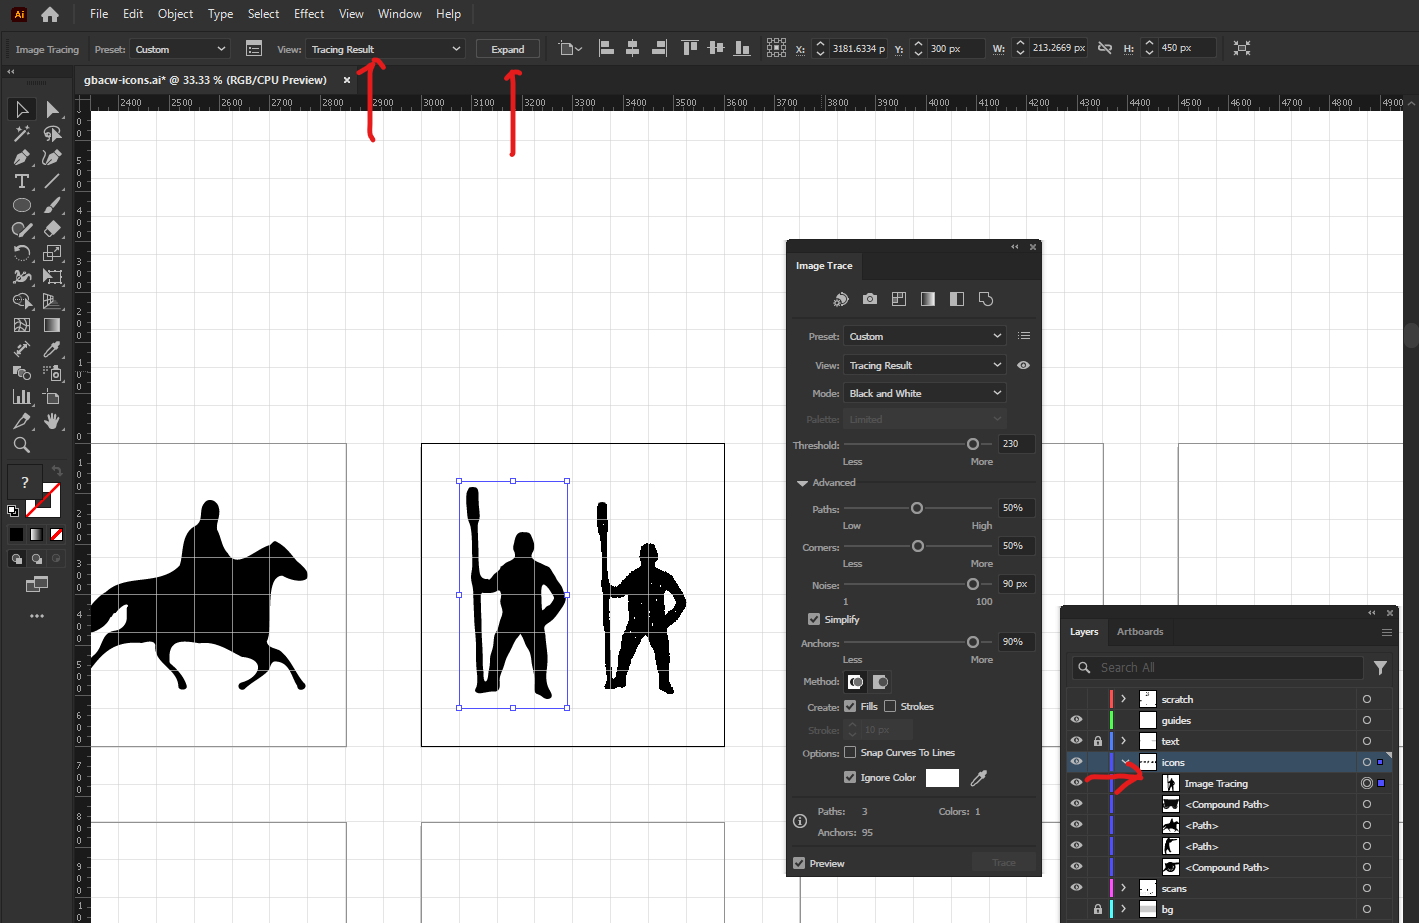 Ai File Edit Object Type Select Effect View Window Help
Image Tracing Preset: Custom View: Tracing Result Expand X: 3181.6334 p Y: 300 px W: 213.2669 px H: 450 px
gbacw-icons.ai* @ 33.33 % (RGB/CPU Preview) ×
2400 2500 2600 2700 2800 2900 3000 3100 3200 3300 3400 3500 3600 3700 3800 3900 4000 4100 4200 4300 4400 4500 4600 4700 4800 4900
T
?
Image Trace
Preset: Custom
View: Tracing Result
Mode: Black and White
Palette: Limited
Threshold: 230
Less More
Advanced
Paths: 50%
Low High
Corners: 50%
Less More
Noise: 90 px
1 100
Simplify
Anchors: 90%
Less More
Method:
Create: Fills Strokes
Stroke: 10 px
Options: Snap Curves To Lines
Ignore Color
Paths: 3 Colors: 1
Anchors: 95
Preview Trace
Layers Artboards
Search All
scratch
guides
text
icons
Image Tracing
<Compound Path>
<Path>
<Path>
<Compound Path>
scans
bg